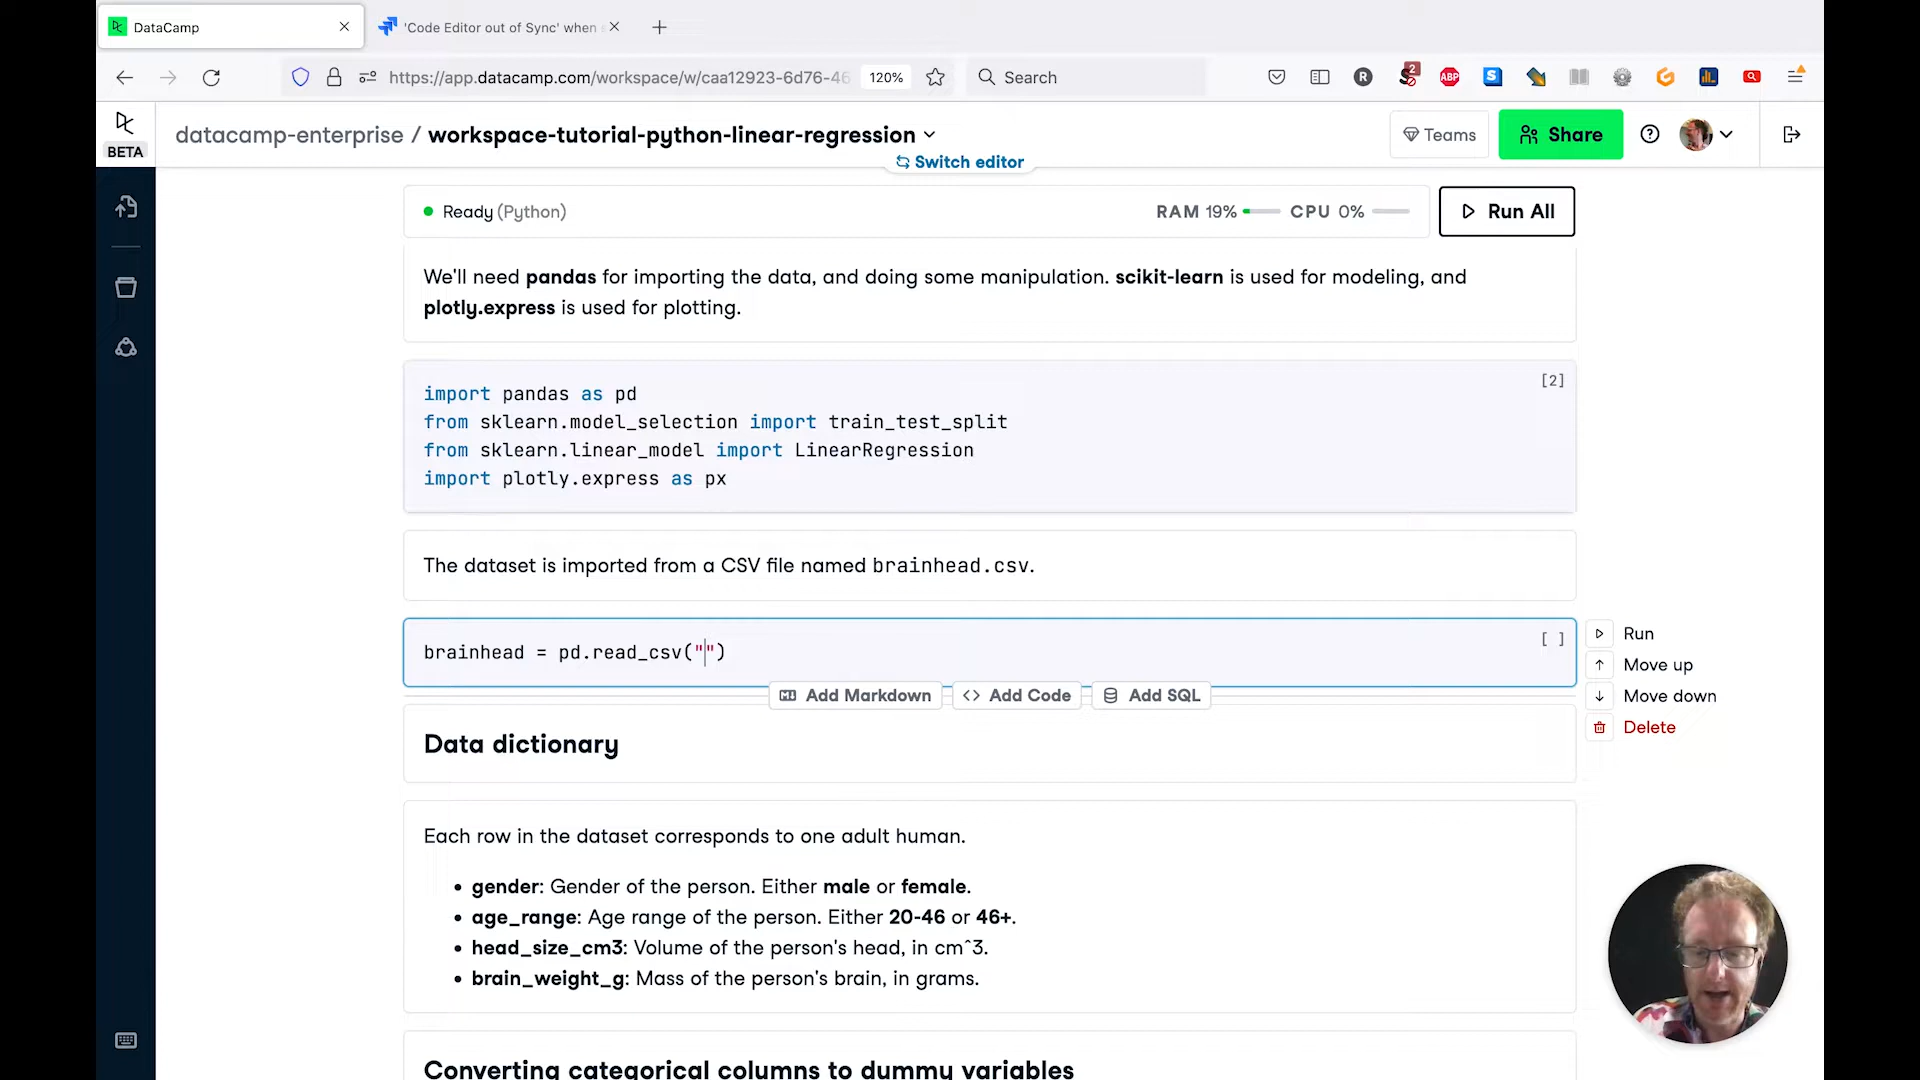 DataCamp
'Code Editor out of Sync' when
https://app.datacamp.com/workspace/w/caa12923-6d76-46
120%
Search
R
2
ABP
S
BETA
datacamp-enterprise / workspace-tutorial-python-linear-regression
Teams
Share
Switch editor
Ready (Python)
RAM 19%
CPU 0%
Run All
We'll need pandas for importing the data, and doing some manipulation. scikit-learn is used for modeling, and
plotly.express is used for plotting.
[2]
import pandas as pd
from sklearn.model_selection import train_test_split
from sklearn.linear_model import LinearRegression
import plotly.express as px
The dataset is imported from a CSV file named brainhead.csv.
brainhead = pd.read_csv("")
[ ]
Run
Move up
Move down
Delete
Add Markdown
Add Code
Add SQL
Data dictionary
Each row in the dataset corresponds to one adult human.
• gender: Gender of the person. Either male or female.
• age_range: Age range of the person. Either 20-46 or 46+.
• head_size_cm3: Volume of the person's head, in cm^3.
• brain_weight_g: Mass of the person's brain, in grams.
Converting categorical columns to dummy variables